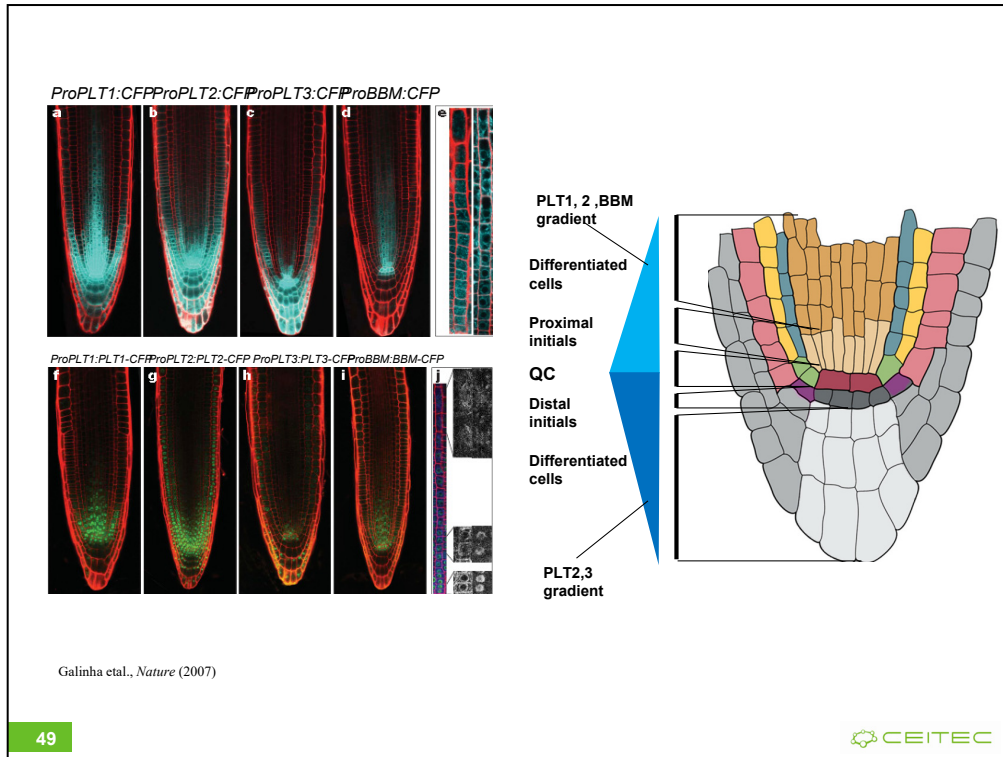 ProPLT1:CFP ProPLT2:CFP ProPLT3:CFP ProBBM:CFP
a b c d e
ProPLT1:PLT1-CFP ProPLT2:PLT2-CFP ProPLT3:PLT3-CFP ProBBM:BBM-CFP
f g h i j
PLT1, 2 ,BBM
gradient
Differentiated
cells
Proximal
initials
QC
Distal
initials
Differentiated
cells
PLT2,3
gradient
Galinha etal., Nature (2007)
49
CEITEC